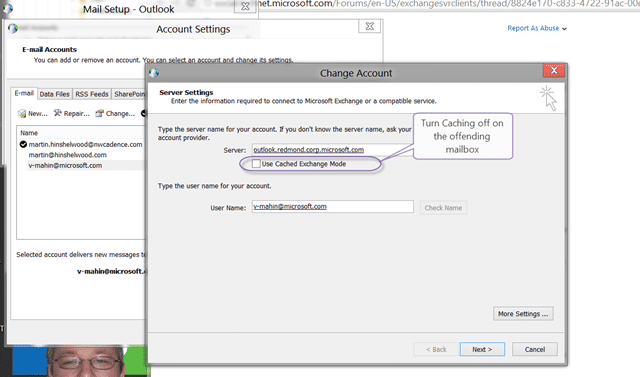 Mail Setup - Outlook
net.microsoft.com/Forums/en-US/exchangesvrclients/thread/8824e170-c833-4722-91ac-00e
Report As Abuse
Account Settings
E-mail Accounts
You can add or remove an account. You can select an account and change its settings.
E-mail Data Files RSS Feeds SharePoin
New... Repair... Change...
Name
martin.hinshelwood@nwcadence.com
martin@hinshelwood.com
v-mahin@microsoft.com
Selected account delivers new messages to
v-mahin@microsoft.c
Change Account
Server Settings
Enter the information required to connect to Microsoft Exchange or a compatible service.
Type the server name for your account. If you don't know the server name, ask your
account provider.
Server: outlook.redmond.corp.microsoft.com
Use Cached Exchange Mode
Turn Caching off on
the offending
mailbox
Type the user name for your account.
User Name: v-mahin@microsoft.com Check Name
More Settings ...
< Back Next > Cancel